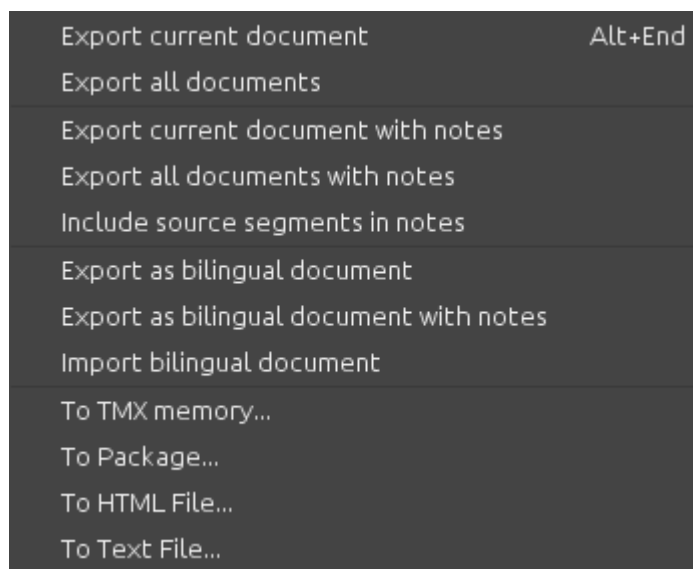 Export current document Alt+End
Export all documents
Export current document with notes
Export all documents with notes
Include source segments in notes
Export as bilingual document
Export as bilingual document with notes
Import bilingual document
To TMX memory...
To Package...
To HTML File...
To Text File...